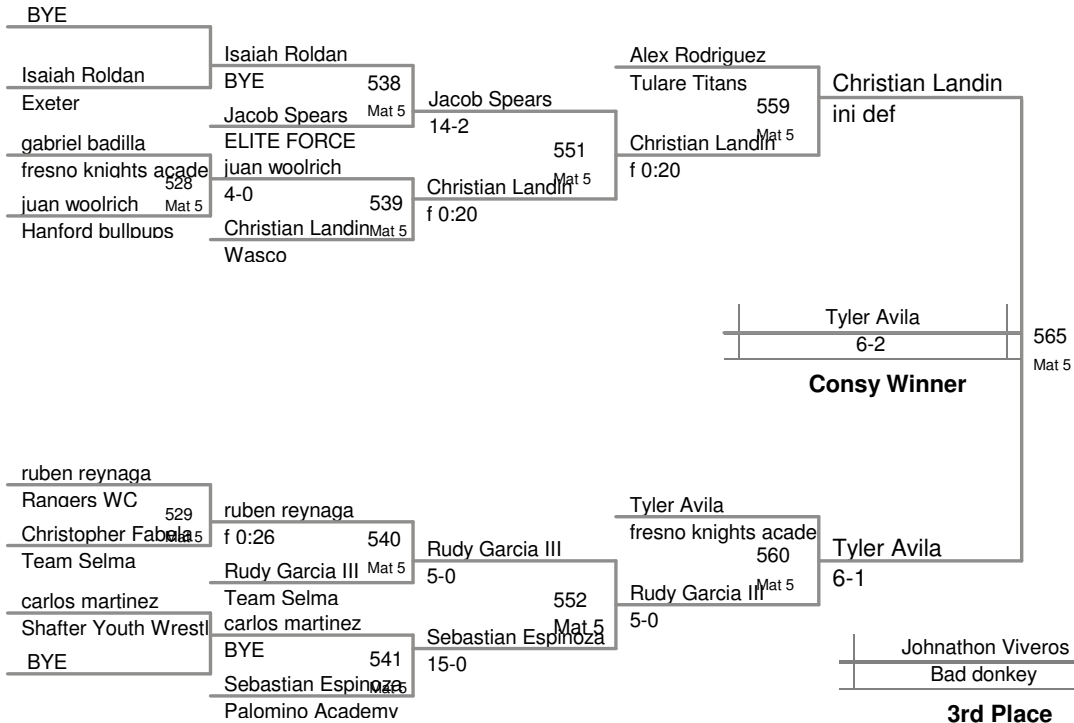 BYE
Isaiah Roldan
Exeter
gabriel badilla
fresno knights acade
528
Mat 5
juan woolrich
Hanford bullpups
Isaiah Roldan
BYE
538
Mat 5
Jacob Spears
ELITE FORCE
juan woolrich
4-0
539
Mat 5
Christian Landin
Wasco
Jacob Spears
14-2
551
Mat 5
Christian Landin
f 0:20
Alex Rodriguez
Tulare Titans
559
Mat 5
Christian Landin
f 0:20
Christian Landin
ini def
Tyler Avila
6-2
Consy Winner
565
Mat 5
ruben reynaga
Rangers WC
529
Mat 5
Christopher Fabela
Team Selma
carlos martinez
Shafter Youth Wrestl
BYE
ruben reynaga
f 0:26
540
Mat 5
Rudy Garcia III
Team Selma
carlos martinez
BYE
541
Mat 5
Sebastian Espinoza
Palomino Academy
Rudy Garcia III
5-0
552
Mat 5
Sebastian Espinoza
15-0
Tyler Avila
fresno knights acade
560
Mat 5
Rudy Garcia III
5-0
Tyler Avila
6-1
Johnathon Viveros
Bad donkey
3rd Place